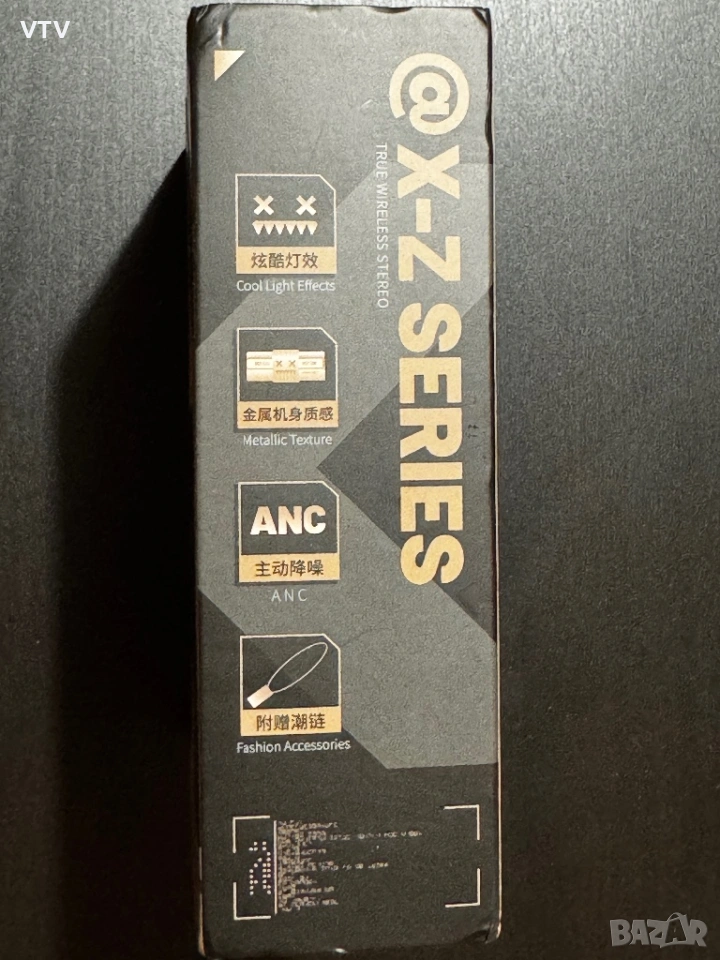 VTV
@X-Z SERIES
TRUE WIRELESS STEREO
炫酷灯效
Cool Light Effects
金属机身质感
Metallic Texture
ANC
主动降噪
ANC
附赠潮链
Fashion Accessories
BAZAR